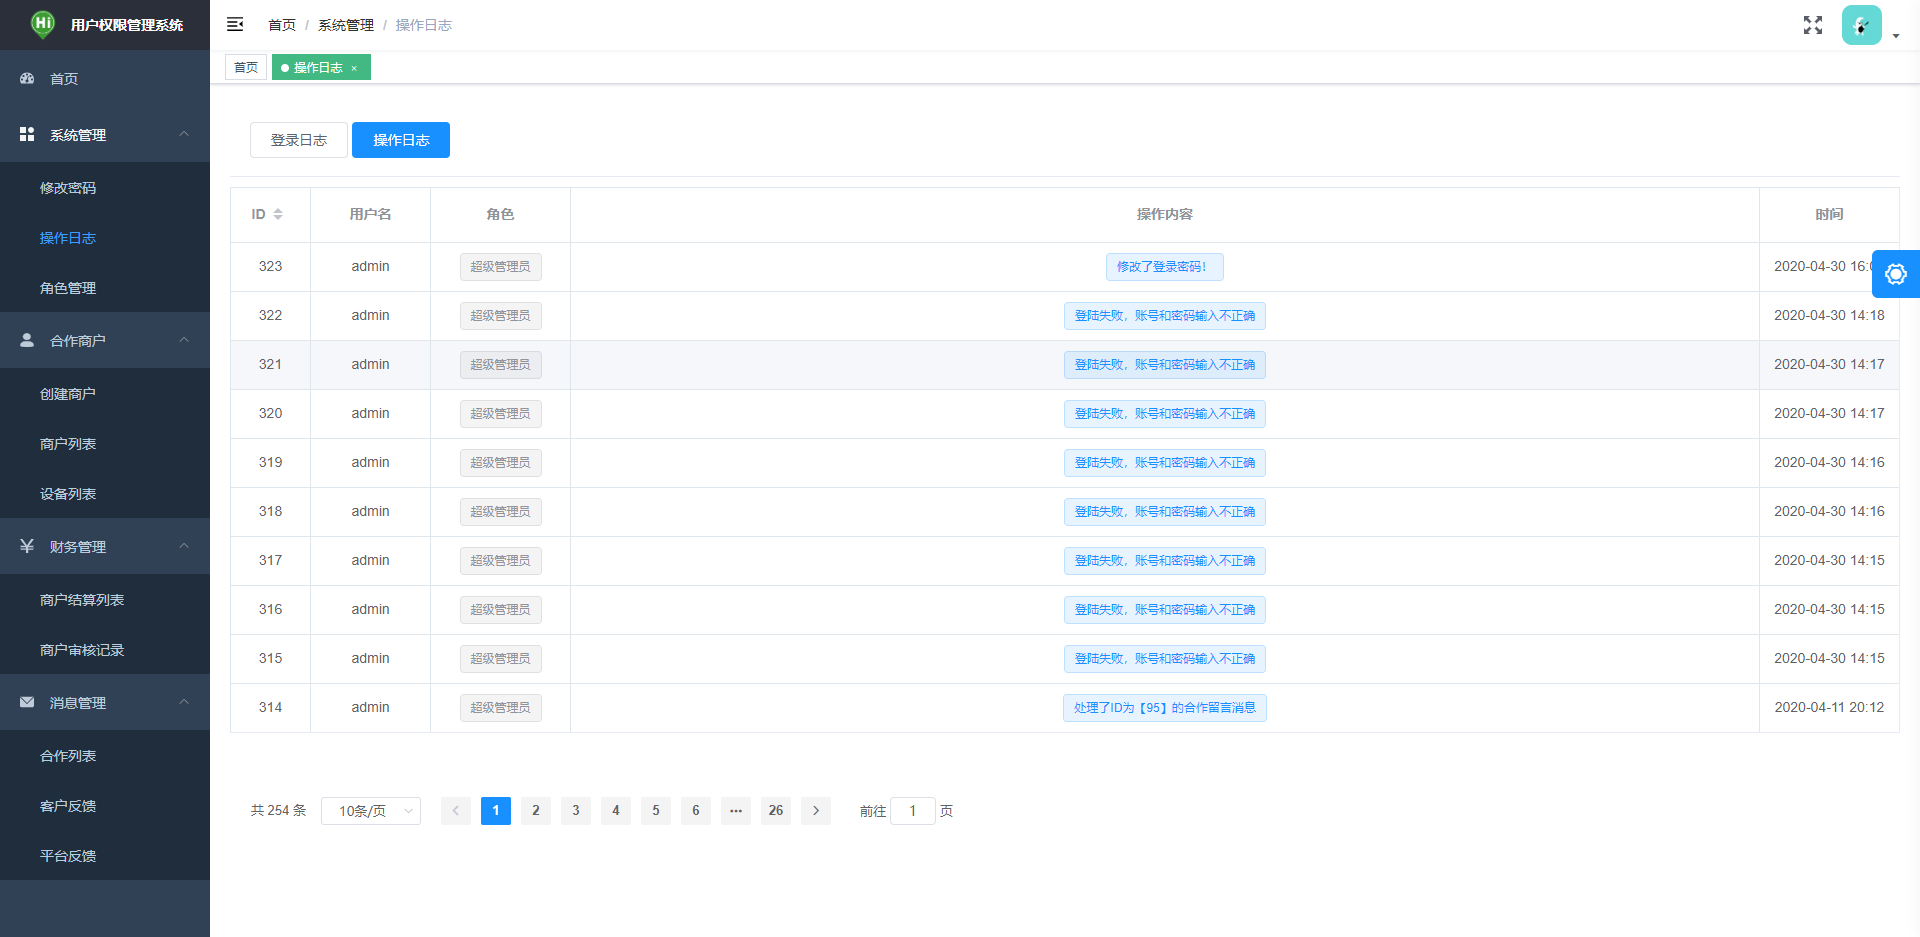 Hi 用户权限管理系统
首页
系统管理
修改密码
操作日志
角色管理
合作商户
创建商户
商户列表
设备列表
财务管理
商户结算列表
商户审核记录
消息管理
合作列表
客户反馈
平台反馈
首页 / 系统管理 / 操作日志
首页 操作日志 ×
登录日志 操作日志
ID 用户名 角色 操作内容 时间
323 admin 超级管理员 修改了登录密码! 2020-04-30 16:
322 admin 超级管理员 登陆失败，账号和密码输入不正确 2020-04-30 14:18
321 admin 超级管理员 登陆失败，账号和密码输入不正确 2020-04-30 14:17
320 admin 超级管理员 登陆失败，账号和密码输入不正确 2020-04-30 14:17
319 admin 超级管理员 登陆失败，账号和密码输入不正确 2020-04-30 14:16
318 admin 超级管理员 登陆失败，账号和密码输入不正确 2020-04-30 14:16
317 admin 超级管理员 登陆失败，账号和密码输入不正确 2020-04-30 14:15
316 admin 超级管理员 登陆失败，账号和密码输入不正确 2020-04-30 14:15
315 admin 超级管理员 登陆失败，账号和密码输入不正确 2020-04-30 14:15
314 admin 超级管理员 处理了ID为【95】的合作留言消息 2020-04-11 20:12
共 254 条 10条/页 1 2 3 4 5 6 ••• 26 前往 1 页